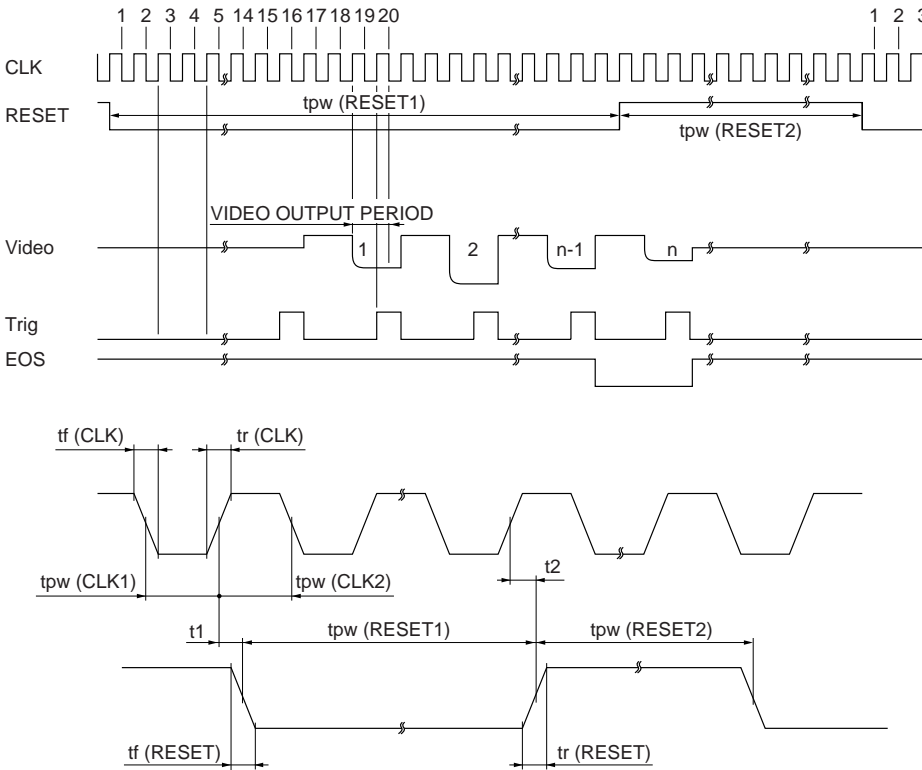 1 2 3 4 5 14 15 16 17 18 19 20 1 2 3
CLK
tpw (RESET1)
RESET
tpw (RESET2)
VIDEO OUTPUT PERIOD
Video
1 2 n-1 n
Trig
EOS
tf (CLK) tr (CLK)
t2
tpw (CLK1) tpw (CLK2)
t1 tpw (RESET1) tpw (RESET2)
tf (RESET) tr (RESET)